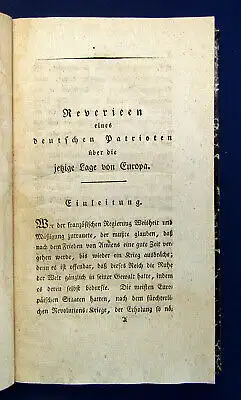 Reverieen
eines
deutschen Patrioten
über die
jetzige Lage von Europa.
Einleitung.
Wer der französischen Regierung Weisheit und
Mäßigung zutrauete, der mußte glauben, daß
nach dem Frieden von Amiens eine gute Zeit ver-
gehen werde, bis wieder ein Krieg ausbräche;
denn es ist offenbar, daß dieses Reich die Ruhe
der Welt gänzlich in seiner Gewalt hatte, indem
es deren selbst bedurfte. Die meisten Euro-
päischen Staaten hatten, nach dem fürchterli-
chen Revolutions-Kriege, der Erholung so nö-
A